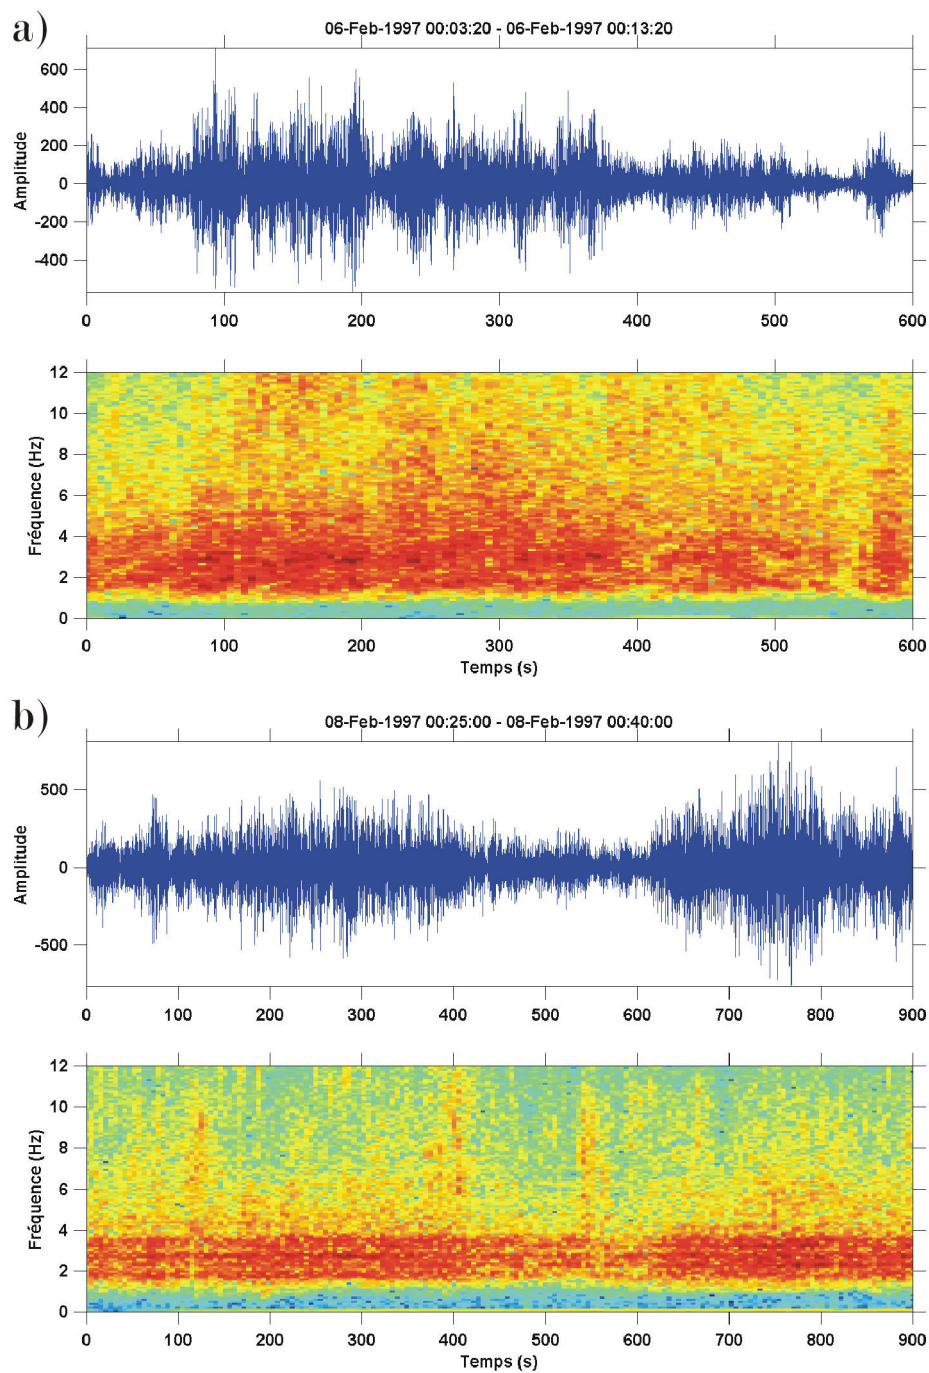 a)
06-Feb-1997 00:03:20 - 06-Feb-1997 00:13:20
Amplitude
600
400
200
0
-200
-400
0 100 200 300 400 500 600
Fréquence (Hz)
12
10
8
6
4
2
0
0 100 200 300 400 500 600
Temps (s)
b)
08-Feb-1997 00:25:00 - 08-Feb-1997 00:40:00
Amplitude
500
0
-500
0 100 200 300 400 500 600 700 800 900
Fréquence (Hz)
12
10
8
6
4
2
0
0 100 200 300 400 500 600 700 800 900
Temps (s)